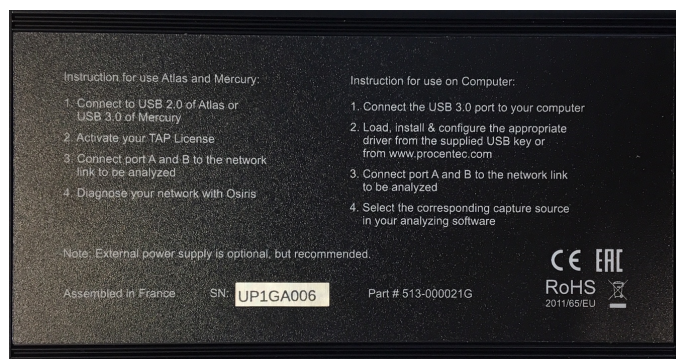 Instruction for use Atlas and Mercury:
1. Connect to USB 2.0 of Atlas or
USB 3.0 of Mercury
2. Activate your TAP License
3. Connect port A and B to the network
link to be analyzed
4. Diagnose your network with Osiris
Instruction for use on Computer:
1. Connect the USB 3.0 port to your computer
2. Load, install & configure the appropriate
driver from the supplied USB key or
from www.procentec.com
3. Connect port A and B to the network link
to be analyzed
4. Select the corresponding capture source
in your analyzing software
Note: External power supply is optional, but recommended.
CE EAC
Assembled in France SN: UP1GA006 Part # 513-000021G
RoHS
2011/65/EU